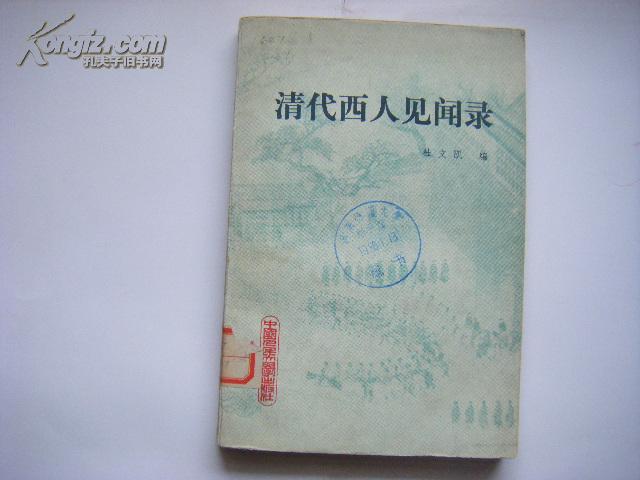 Kongfz.com
孔夫子旧书网
清代西人见闻录
杜文凯 编
中国人民大学出版社